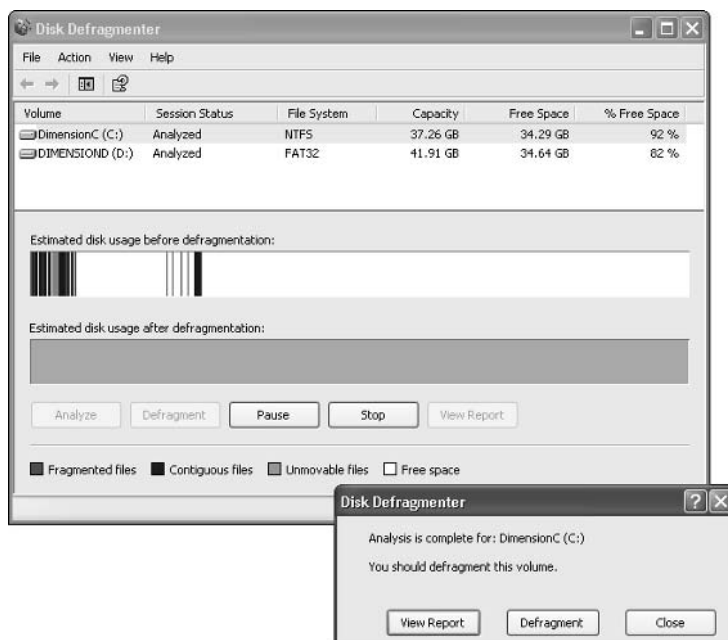 Disk Defragmenter
File Action View Help
Volume Session Status File System Capacity Free Space % Free Space
DimensionC (C:) Analyzed NTFS 37.26 GB 34.29 GB 92 %
DIMENSIOND (D:) Analyzed FAT32 41.91 GB 34.64 GB 82 %
Estimated disk usage before defragmentation:
Estimated disk usage after defragmentation:
Analyze Defragment Pause Stop View Report
Fragmented files Contiguous files Unmovable files Free space
Disk Defragmenter
Analysis is complete for: DimensionC (C:)
You should defragment this volume.
View Report Defragment Close